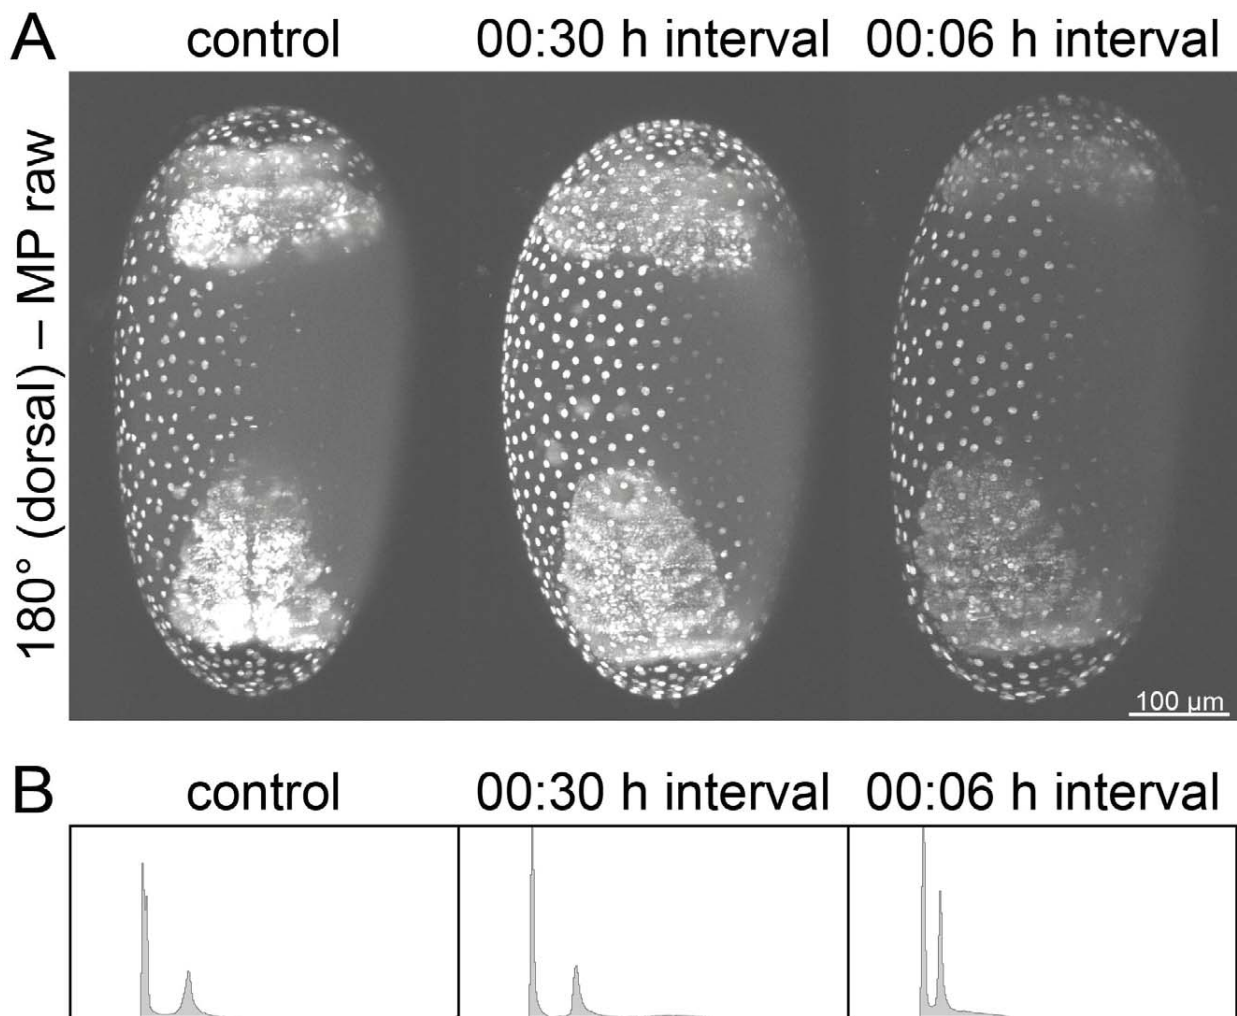 A
control 00:30 h interval 00:06 h interval
180° (dorsal) – MP raw
100 µm
B
control 00:30 h interval 00:06 h interval